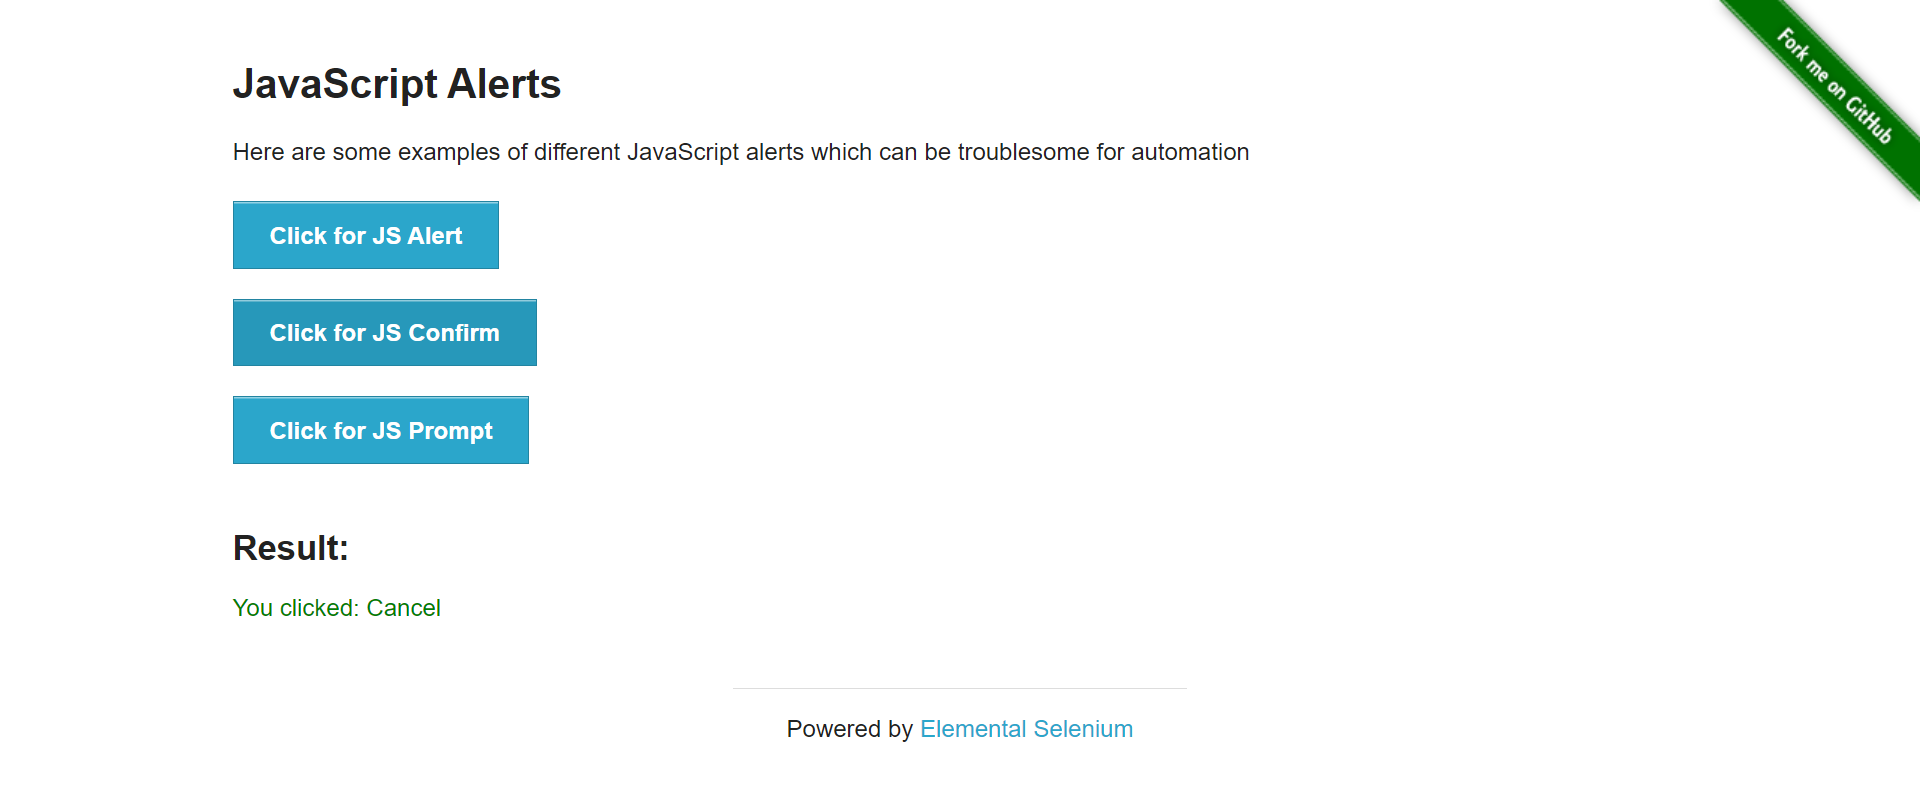 Fork me on GitHub
JavaScript Alerts
Here are some examples of different JavaScript alerts which can be troublesome for automation
Click for JS Alert
Click for JS Confirm
Click for JS Prompt
Result:
You clicked: Cancel
Powered by Elemental Selenium